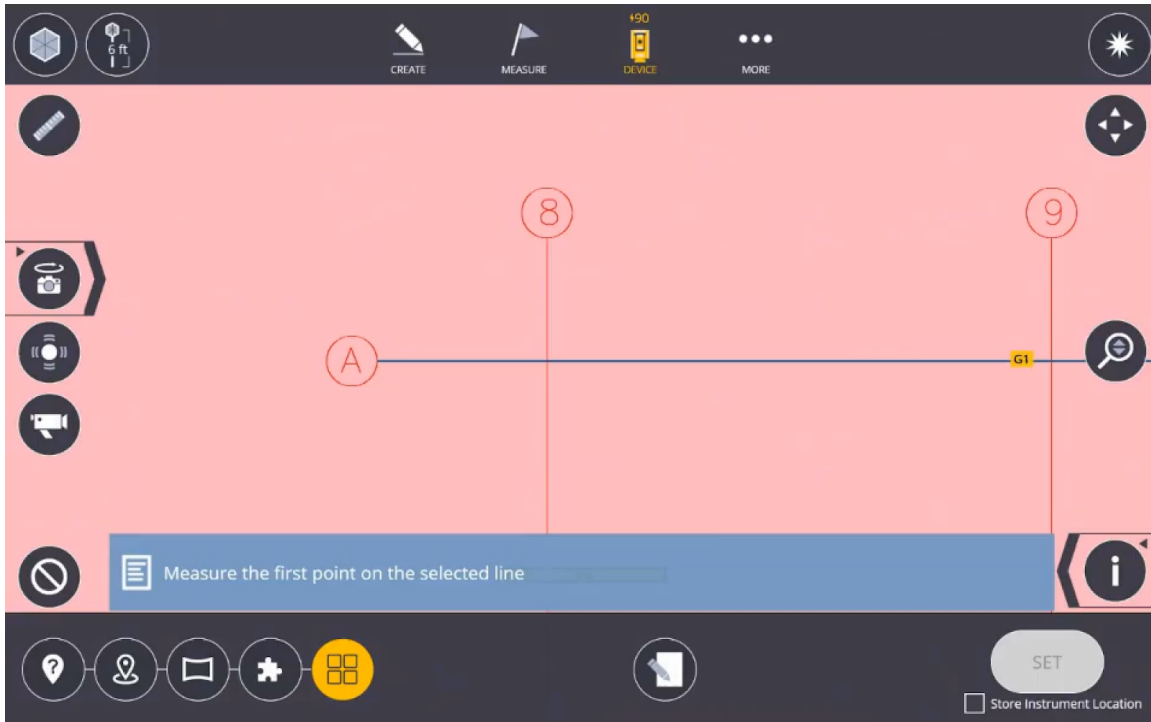 +90
6 ft
CREATE
MEASURE
DEVICE
MORE
8
9
A
G1
Measure the first point on the selected line
i
?
SET
Store Instrument Location